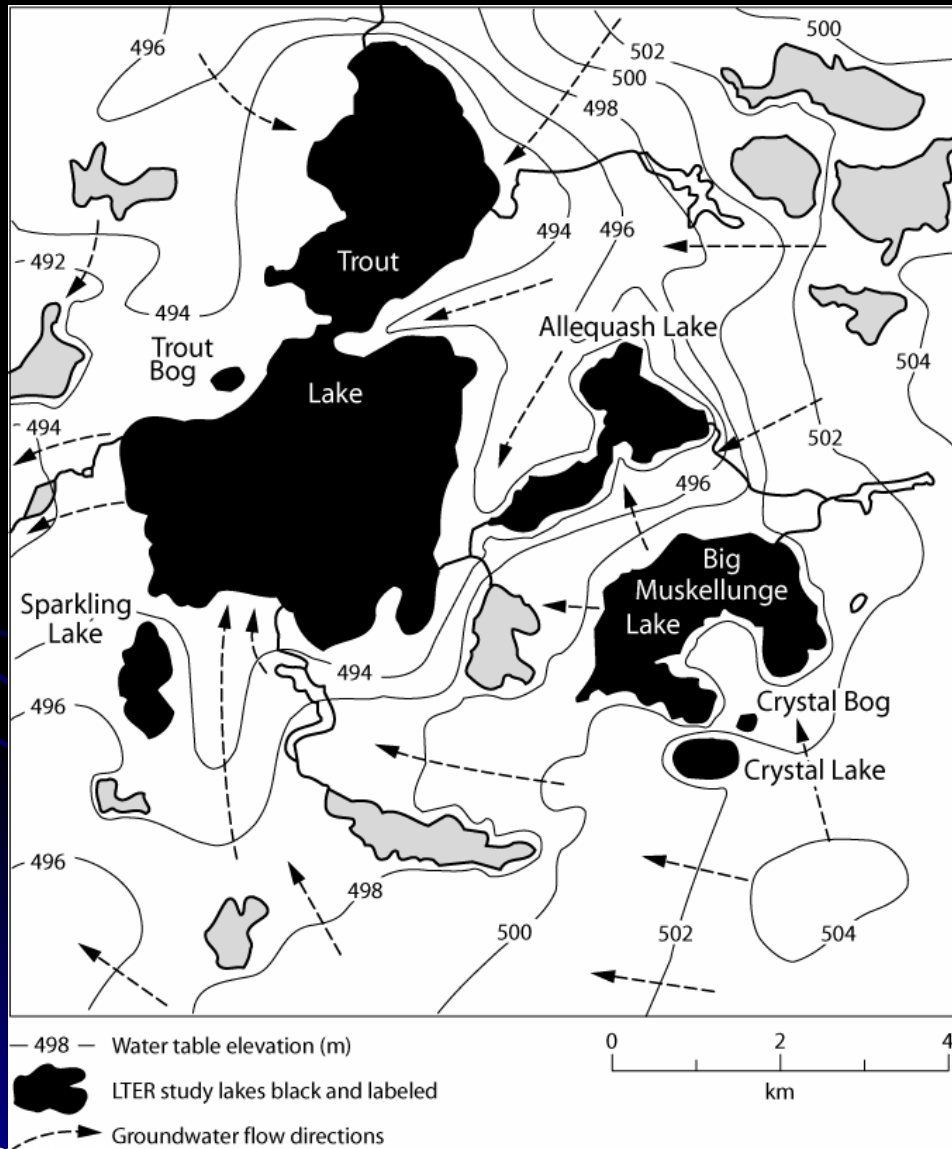 496
502
500
500
498
494
496
Trout
492
494
Allequash Lake
504
Trout
Bog
Lake
494
502
496
Big
Muskellunge
Lake
Sparkling
Lake
494
496
Crystal Bog
Crystal Lake
496
498
500
502
504
— 498 — Water table elevation (m)
LTER study lakes black and labeled
Groundwater flow directions
0 2 4
km